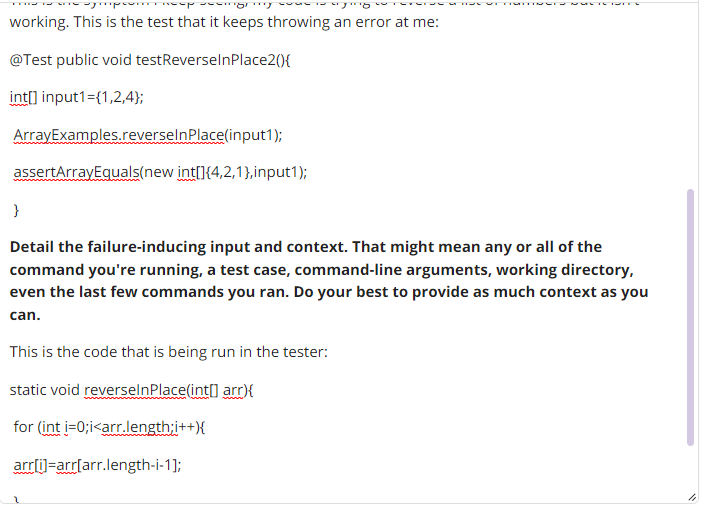 working. This is the test that it keeps throwing an error at me:
@Test public void testReverseInPlace2(){
int[] input1={1,2,4};
ArrayExamples.reverseInPlace(input1);
assertArrayEquals(new int[]{4,2,1},input1);
}
Detail the failure-inducing input and context. That might mean any or all of the
command you're running, a test case, command-line arguments, working directory,
even the last few commands you ran. Do your best to provide as much context as you
can.
This is the code that is being run in the tester:
static void reverseInPlace(int[] arr){
for (int i=0;i<arr.length;i++){
arr[i]=arr[arr.length-i-1];
}